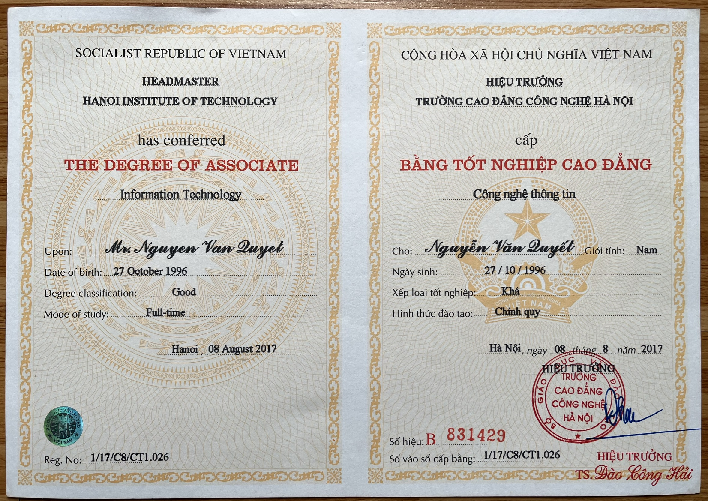 SOCIALIST REPUBLIC OF VIETNAM
HEADMASTER
HANOI INSTITUTE OF TECHNOLOGY
has conferred
THE DEGREE OF ASSOCIATE
Information Technology
Upon: Mr. Nguyen Van Quyet
Date of birth: 27 October 1996
Degree classification: Good
Mode of study: Full-time
Hanoi, 08 August 2017
Reg. No: 1/17/C8/CT1.026
CỘNG HÒA XÃ HỘI CHỦ NGHĨA VIỆT NAM
HIỆU TRƯỞNG
TRƯỜNG CAO ĐẲNG CÔNG NGHỆ HÀ NỘI
cấp
BẰNG TỐT NGHIỆP CAO ĐẲNG
Công nghệ thông tin
Cho: Nguyễn Văn Quyết Giới tính: Nam
Ngày sinh: 27 / 10 / 1996
Xếp loại tốt nghiệp: Khá
Hình thức đào tạo: Chính quy
Hà Nội, ngày 08 tháng 8 năm 2017
HIỆU TRƯỞNG
TRƯỜNG
CAO ĐẲNG
CÔNG NGHỆ
HÀ NỘI
Số hiệu: B 831429
Số vào sổ cấp bằng: 1/17/C8/CT1.026
HIỆU TRƯỞNG
TS. Đào Công Hải